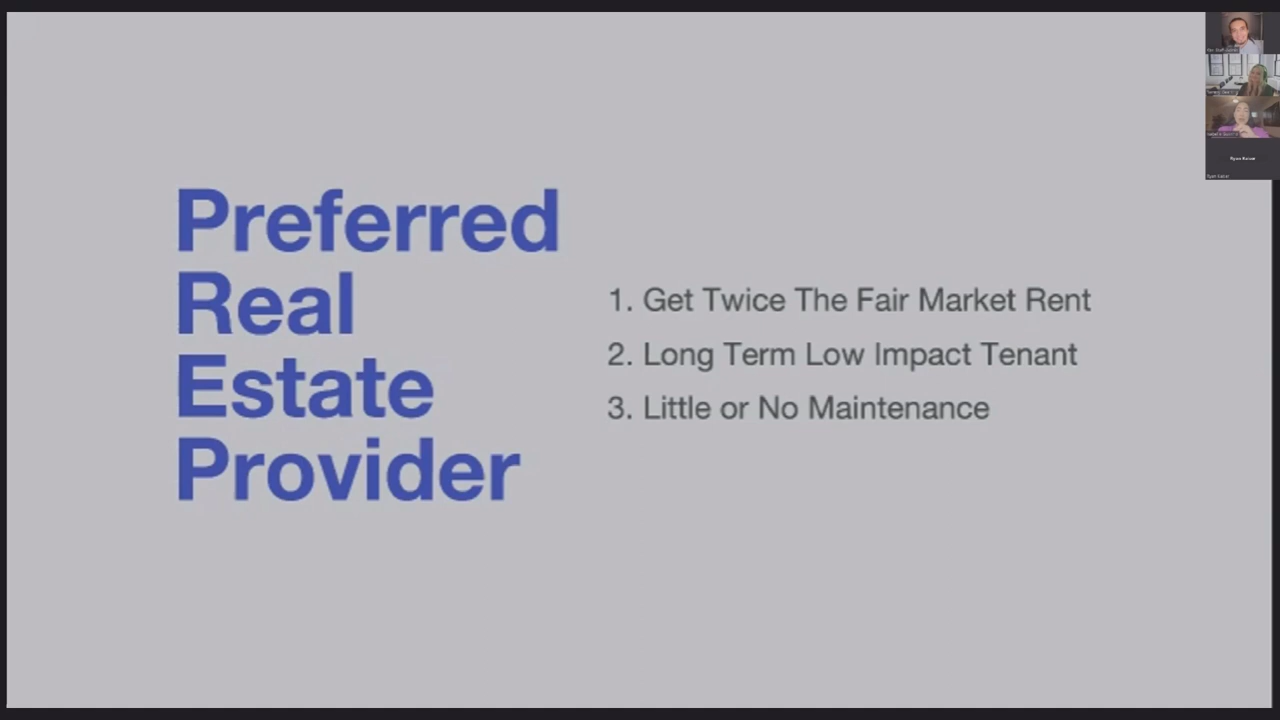 Preferred
Real
Estate
Provider
1. Get Twice The Fair Market Rent
2. Long Term Low Impact Tenant
3. Little or No Maintenance